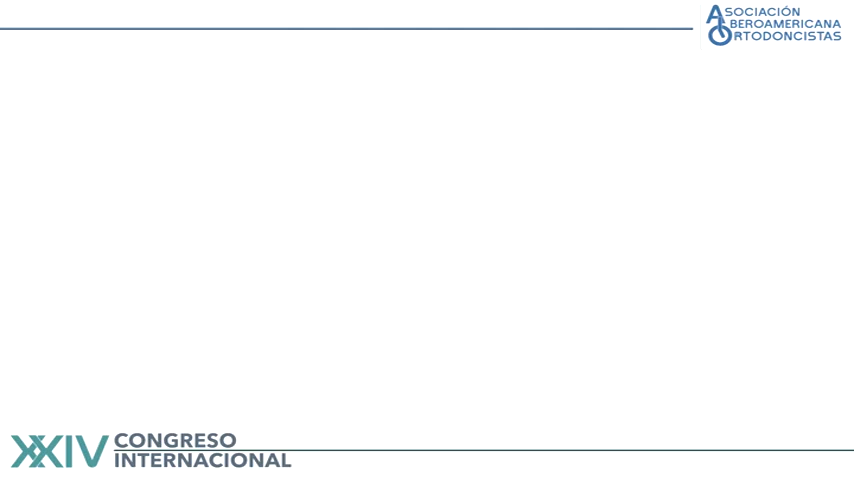 ASOCIACIÓN
IBEROAMERICANA
ORTODONCISTAS
XXIV CONGRESO
INTERNACIONAL